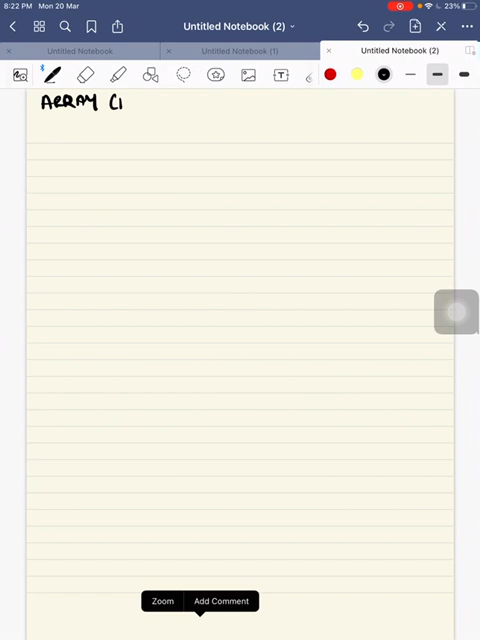 8:22 PM Mon 20 Mar
23%
Untitled Notebook (2)
Untitled Notebook
Untitled Notebook (1)
Untitled Notebook (2)
T
ARRAY (1
Zoom
Add Comment